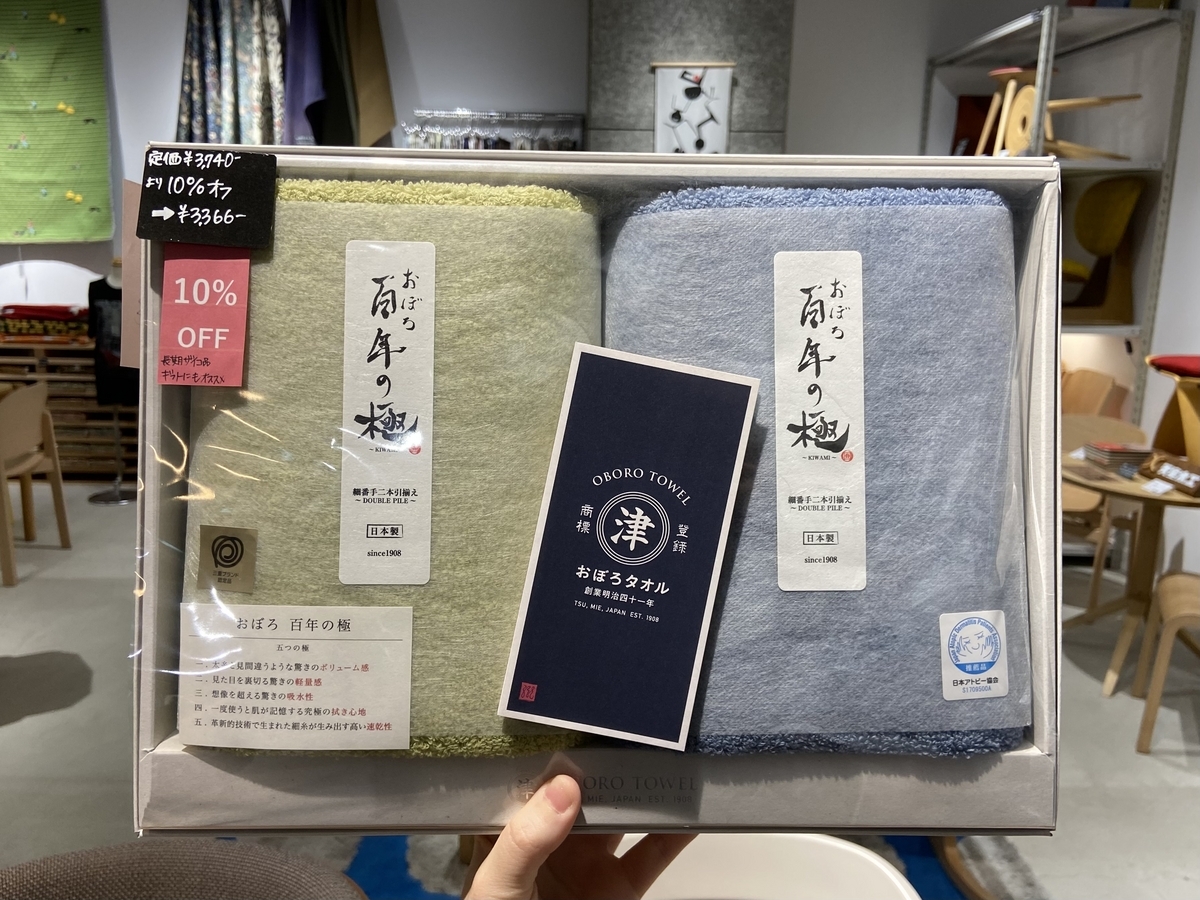 定価¥3,740-
より10%オフ
➡¥3,366-
10%
OFF
長期ザイコ品
ギフトにもオススメ
おぼろ
百年の極
~ KIWAMI ~
細番手二本引揃え
~ DOUBLE PILE ~
日本製
since1908
おぼろ 百年の極
五つの極
一．太さを見間違うような驚きのボリューム感
二．見た目を裏切る驚きの軽量感
三．想像を超える驚きの吸水性
四．一度使うと肌が記憶する究極の拭き心地
五．革新的技術で生まれた細糸が生み出す高い速乾性
OBORO TOWEL
商標
津
登録
おぼろタオル
創業明治四十一年
TSU, MIE, JAPAN EST. 1908
おぼろ
百年の極
~ KIWAMI ~
細番手二本引揃え
~ DOUBLE PILE ~
日本製
since1908
推薦品
日本アトピー協会
S1709500A
OBORO TOWEL
MIE, JAPAN EST. 1908